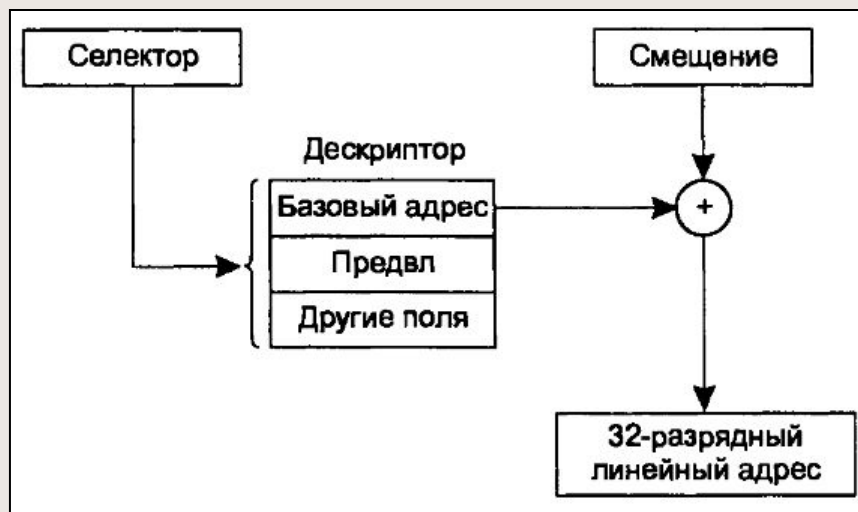 Селектор
Смещение
Дескриптор
Базовый адрес
+
Предвл
Другие поля
32-разрядный
линейный адрес